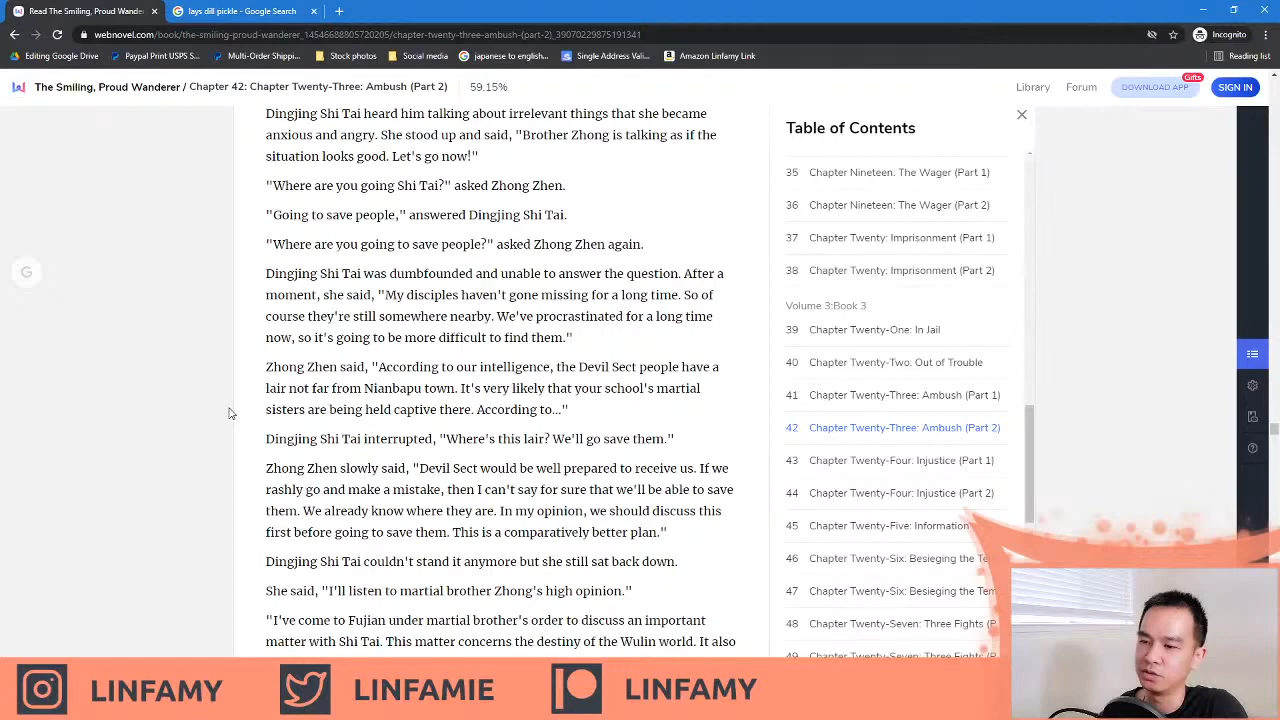 Read The Smiling, Proud Wande
lays dill pickle - Google Search
webnovel.com/book/the-smiling-proud-wanderer_14546688805720205/chapter-twenty-three-ambush-(part-2)_39070229875191341
Incognito
Editing Google Drive
Paypal Print USPS S...
Multi-Order Shippi...
Stock photos
Social media
japanese to english...
Single Address Vali...
Amazon Linfamy Link
Reading list
The Smiling, Proud Wanderer / Chapter 42: Chapter Twenty-Three: Ambush (Part 2)
59.15%
Library
Forum
DOWNLOAD APP
Gifts
SIGN IN
Dingjing Shi Tai heard him talking about irrelevant things that she became
anxious and angry. She stood up and said, "Brother Zhong is talking as if the
situation looks good. Let's go now!"
"Where are you going Shi Tai?" asked Zhong Zhen.
"Going to save people," answered Dingjing Shi Tai.
"Where are you going to save people?" asked Zhong Zhen again.
Dingjing Shi Tai was dumbfounded and unable to answer the question. After a
moment, she said, "My disciples haven't gone missing for a long time. So of
course they're still somewhere nearby. We've procrastinated for a long time
now, so it's going to be more difficult to find them."
Zhong Zhen said, "According to our intelligence, the Devil Sect people have a
lair not far from Nianbapu town. It's very likely that your school's martial
sisters are being held captive there. According to..."
Dingjing Shi Tai interrupted, "Where's this lair? We'll go save them."
Zhong Zhen slowly said, "Devil Sect would be well prepared to receive us. If we
rashly go and make a mistake, then I can't say for sure that we'll be able to save
them. We already know where they are. In my opinion, we should discuss this
first before going to save them. This is a comparatively better plan."
Dingjing Shi Tai couldn't stand it anymore but she still sat back down.
She said, "I'll listen to martial brother Zhong's high opinion."
"I've come to Fujian under martial brother's order to discuss an important
matter with Shi Tai. This matter concerns the destiny of the Wulin world. It also
Table of Contents
35 Chapter Nineteen: The Wager (Part 1)
36 Chapter Nineteen: The Wager (Part 2)
37 Chapter Twenty: Imprisonment (Part 1)
38 Chapter Twenty: Imprisonment (Part 2)
Volume 3:Book 3
39 Chapter Twenty-One: In Jail
40 Chapter Twenty-Two: Out of Trouble
41 Chapter Twenty-Three: Ambush (Part 1)
42 Chapter Twenty-Three: Ambush (Part 2)
43 Chapter Twenty-Four: Injustice (Part 1)
44 Chapter Twenty-Four: Injustice (Part 2)
45 Chapter Twenty-Five: Information
46 Chapter Twenty-Six: Besieging the Tem
47 Chapter Twenty-Six: Besieging the Tem
48 Chapter Twenty-Seven: Three Fights (P
49 Chapter Twenty-Seven: Three Fights (P
LINFAMY
LINFAMIE
LINFAMY